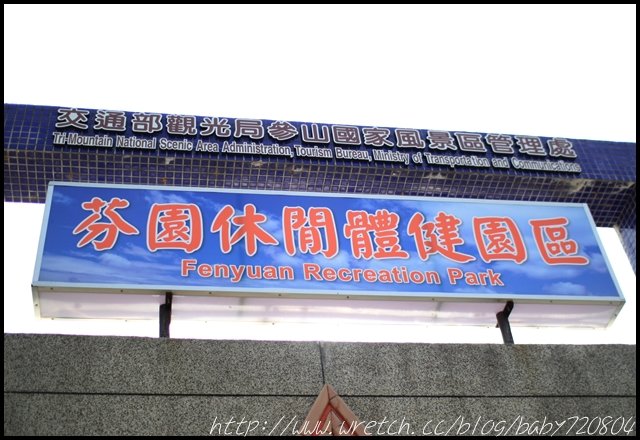 交通部觀光局參山國家風景區管理處
Tri-Mountain National Scenic Area Administration, Tourism Bureau, Ministry of Transportation and Communications
芬園休閒體健園區
Fenyuan Recreation Park
http://www.wretch.cc/blog/baby720804